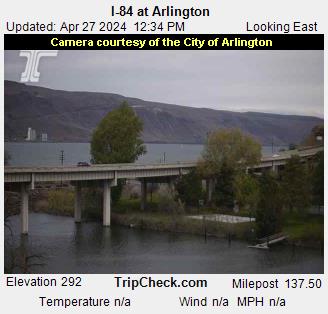 I-84 at Arlington
Updated: Apr 27 2024 12:34 PM Looking East
Camera courtesy of the City of Arlington
Elevation 292 TripCheck.com Milepost 137.50
Temperature n/a Wind n/a MPH n/a